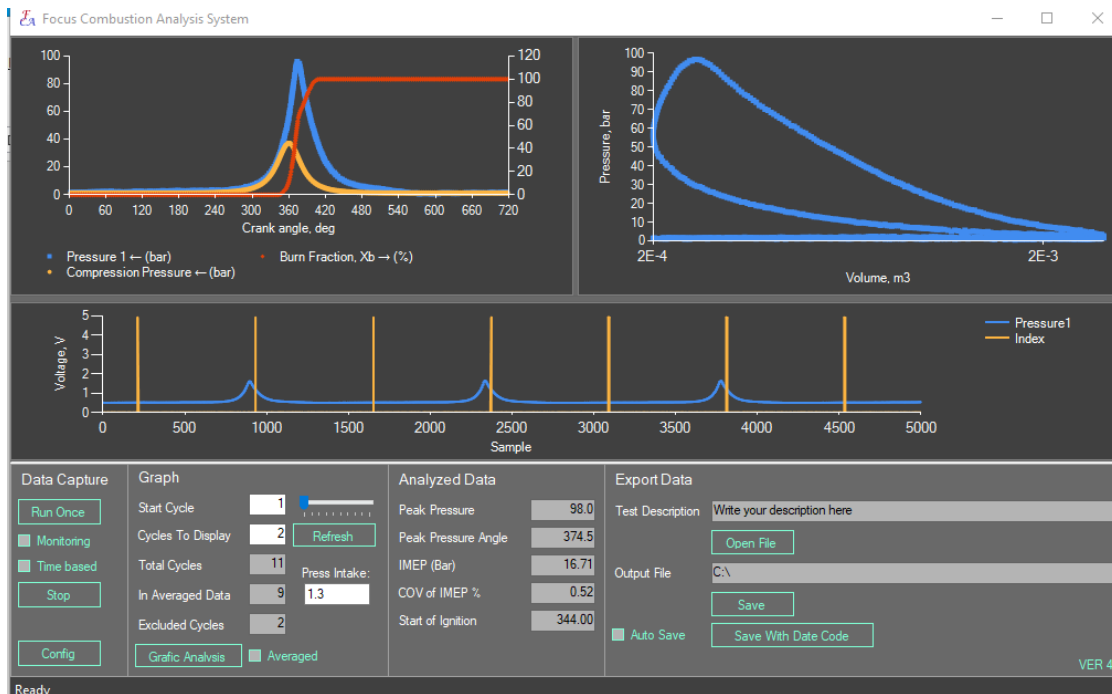 FCA Focus Combustion Analysis System
100 80 60 40 20 0
120 100 80 60 40 20 0
0 60 120 180 240 300 360 420 480 540 600 660 720
Crank angle, deg
Pressure 1 ← (bar)
Burn Fraction, Xb → (%)
Compression Pressure ← (bar)
Pressure, bar
100 90 80 70 60 50 40 30 20 10 0
2E-4 2E-3
Volume, m3
Voltage, V
5 4 3 2 1 0
0 500 1000 1500 2000 2500 3000 3500 4000 4500 5000
Sample
Pressure1
Index
Data Capture
Run Once
Monitoring
Time based
Stop
Config
Graph
Start Cycle 1
Cycles To Display 2 Refresh
Total Cycles 11
Press Intake:
In Averaged Data 9 1.3
Excluded Cycles 2
Grafic Analysis Averaged
Analyzed Data
Peak Pressure 98.0
Peak Pressure Angle 374.5
IMEP (Bar) 16.71
COV of IMEP % 0.52
Start of Ignition 344.00
Export Data
Test Description Write your description here
Open File
Output File C:\
Save
Auto Save Save With Date Code
VER 4
Ready